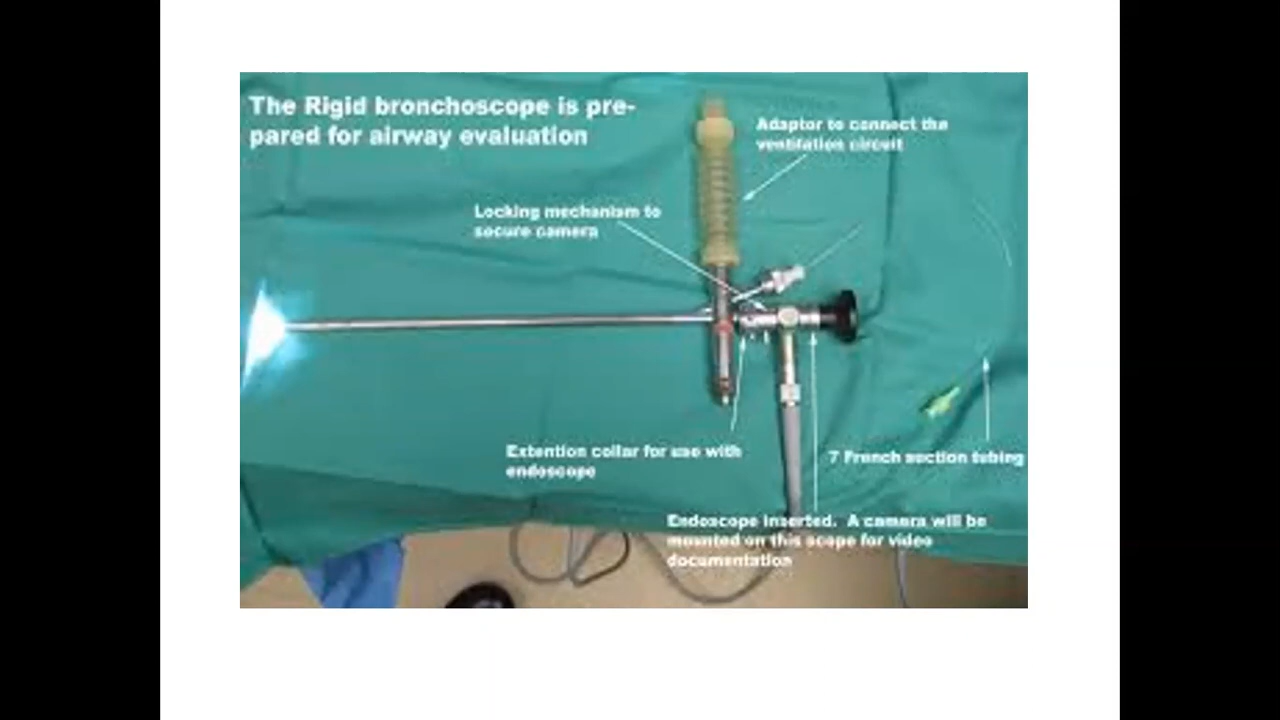 The Rigid bronchoscope is pre-
pared for airway evaluation
Adaptor to connect the
ventilation circuit
Locking mechanism to
secure camera
Extention collar for use with
endoscope
7 French suction tubing
Endoscope inserted.  A camera will be
mounted on this scope for video
documentation